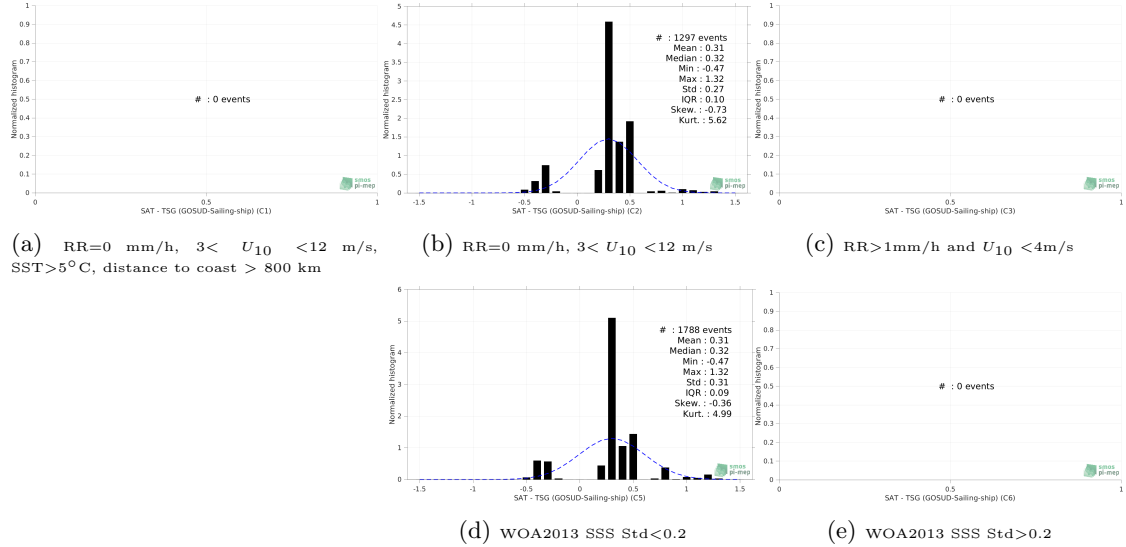 1
0.9
0.8
0.7
0.6
0.5
0.4
0.3
0.2
0.1
0
Normalized histogram
# : 0 events
0 0.5 1
SAT - TSG (GOSUD-Sailing-ship) (C1)
smos
pi-mep
(a) RR=0 mm/h, 3< U10 <12 m/s,
SST>5°C, distance to coast > 800 km
5
4.5
4
3.5
3
2.5
2
1.5
1
0.5
0
Normalized histogram
# : 1297 events
Mean : 0.31
Median : 0.32
Min : -0.47
Max : 1.32
Std : 0.27
IQR : 0.10
Skew. : -0.73
Kurt. : 5.62
smos
pi-mep
-1.5 -1 -0.5 0 0.5 1 1.5
SAT - TSG (GOSUD-Sailing-ship) (C2)
(b) RR=0 mm/h, 3< U10 <12 m/s
1
0.9
0.8
0.7
0.6
0.5
0.4
0.3
0.2
0.1
0
Normalized histogram
# : 0 events
smos
pi-mep
0 0.5 1
SAT - TSG (GOSUD-Sailing-ship) (C3)
(c) RR>1mm/h and U10 <4m/s
6
5
4
3
2
1
0
Normalized histogram
# : 1788 events
Mean : 0.31
Median : 0.32
Min : -0.47
Max : 1.32
Std : 0.31
IQR : 0.09
Skew. : -0.36
Kurt. : 4.99
smos
pi-mep
-1.5 -1 -0.5 0 0.5 1 1.5
SAT - TSG (GOSUD-Sailing-ship) (C5)
(d) WOA2013 SSS Std<0.2
1
0.9
0.8
0.7
0.6
0.5
0.4
0.3
0.2
0.1
0
Normalized histogram
# : 0 events
smos
pi-mep
0 0.5 1
SAT - TSG (GOSUD-Sailing-ship) (C6)
(e) WOA2013 SSS Std>0.2